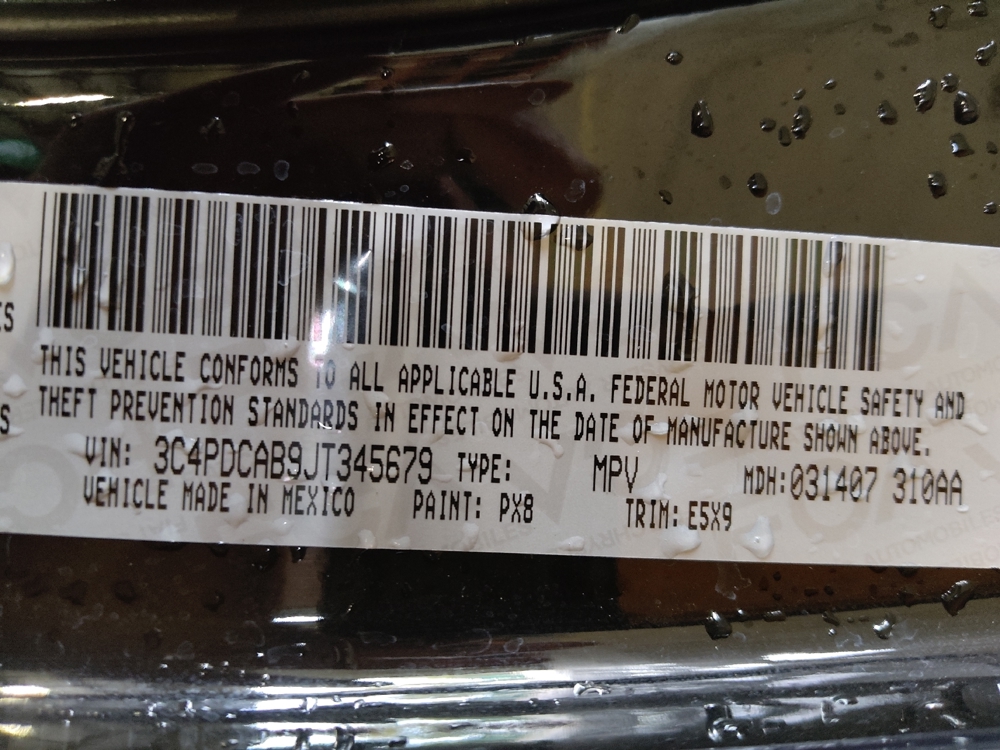 THIS VEHICLE CONFORMS TO ALL APPLICABLE U.S.A. FEDERAL MOTOR VEHICLE SAFETY AND
THEFT PREVENTION STANDARDS IN EFFECT ON THE DATE OF MANUFACTURE SHOWN ABOVE.
VIN: 3C4PDCAB9JT345679 TYPE: MPV MDH:031407 310AA
VEHICLE MADE IN MEXICO PAINT: PX8 TRIM: E5X9